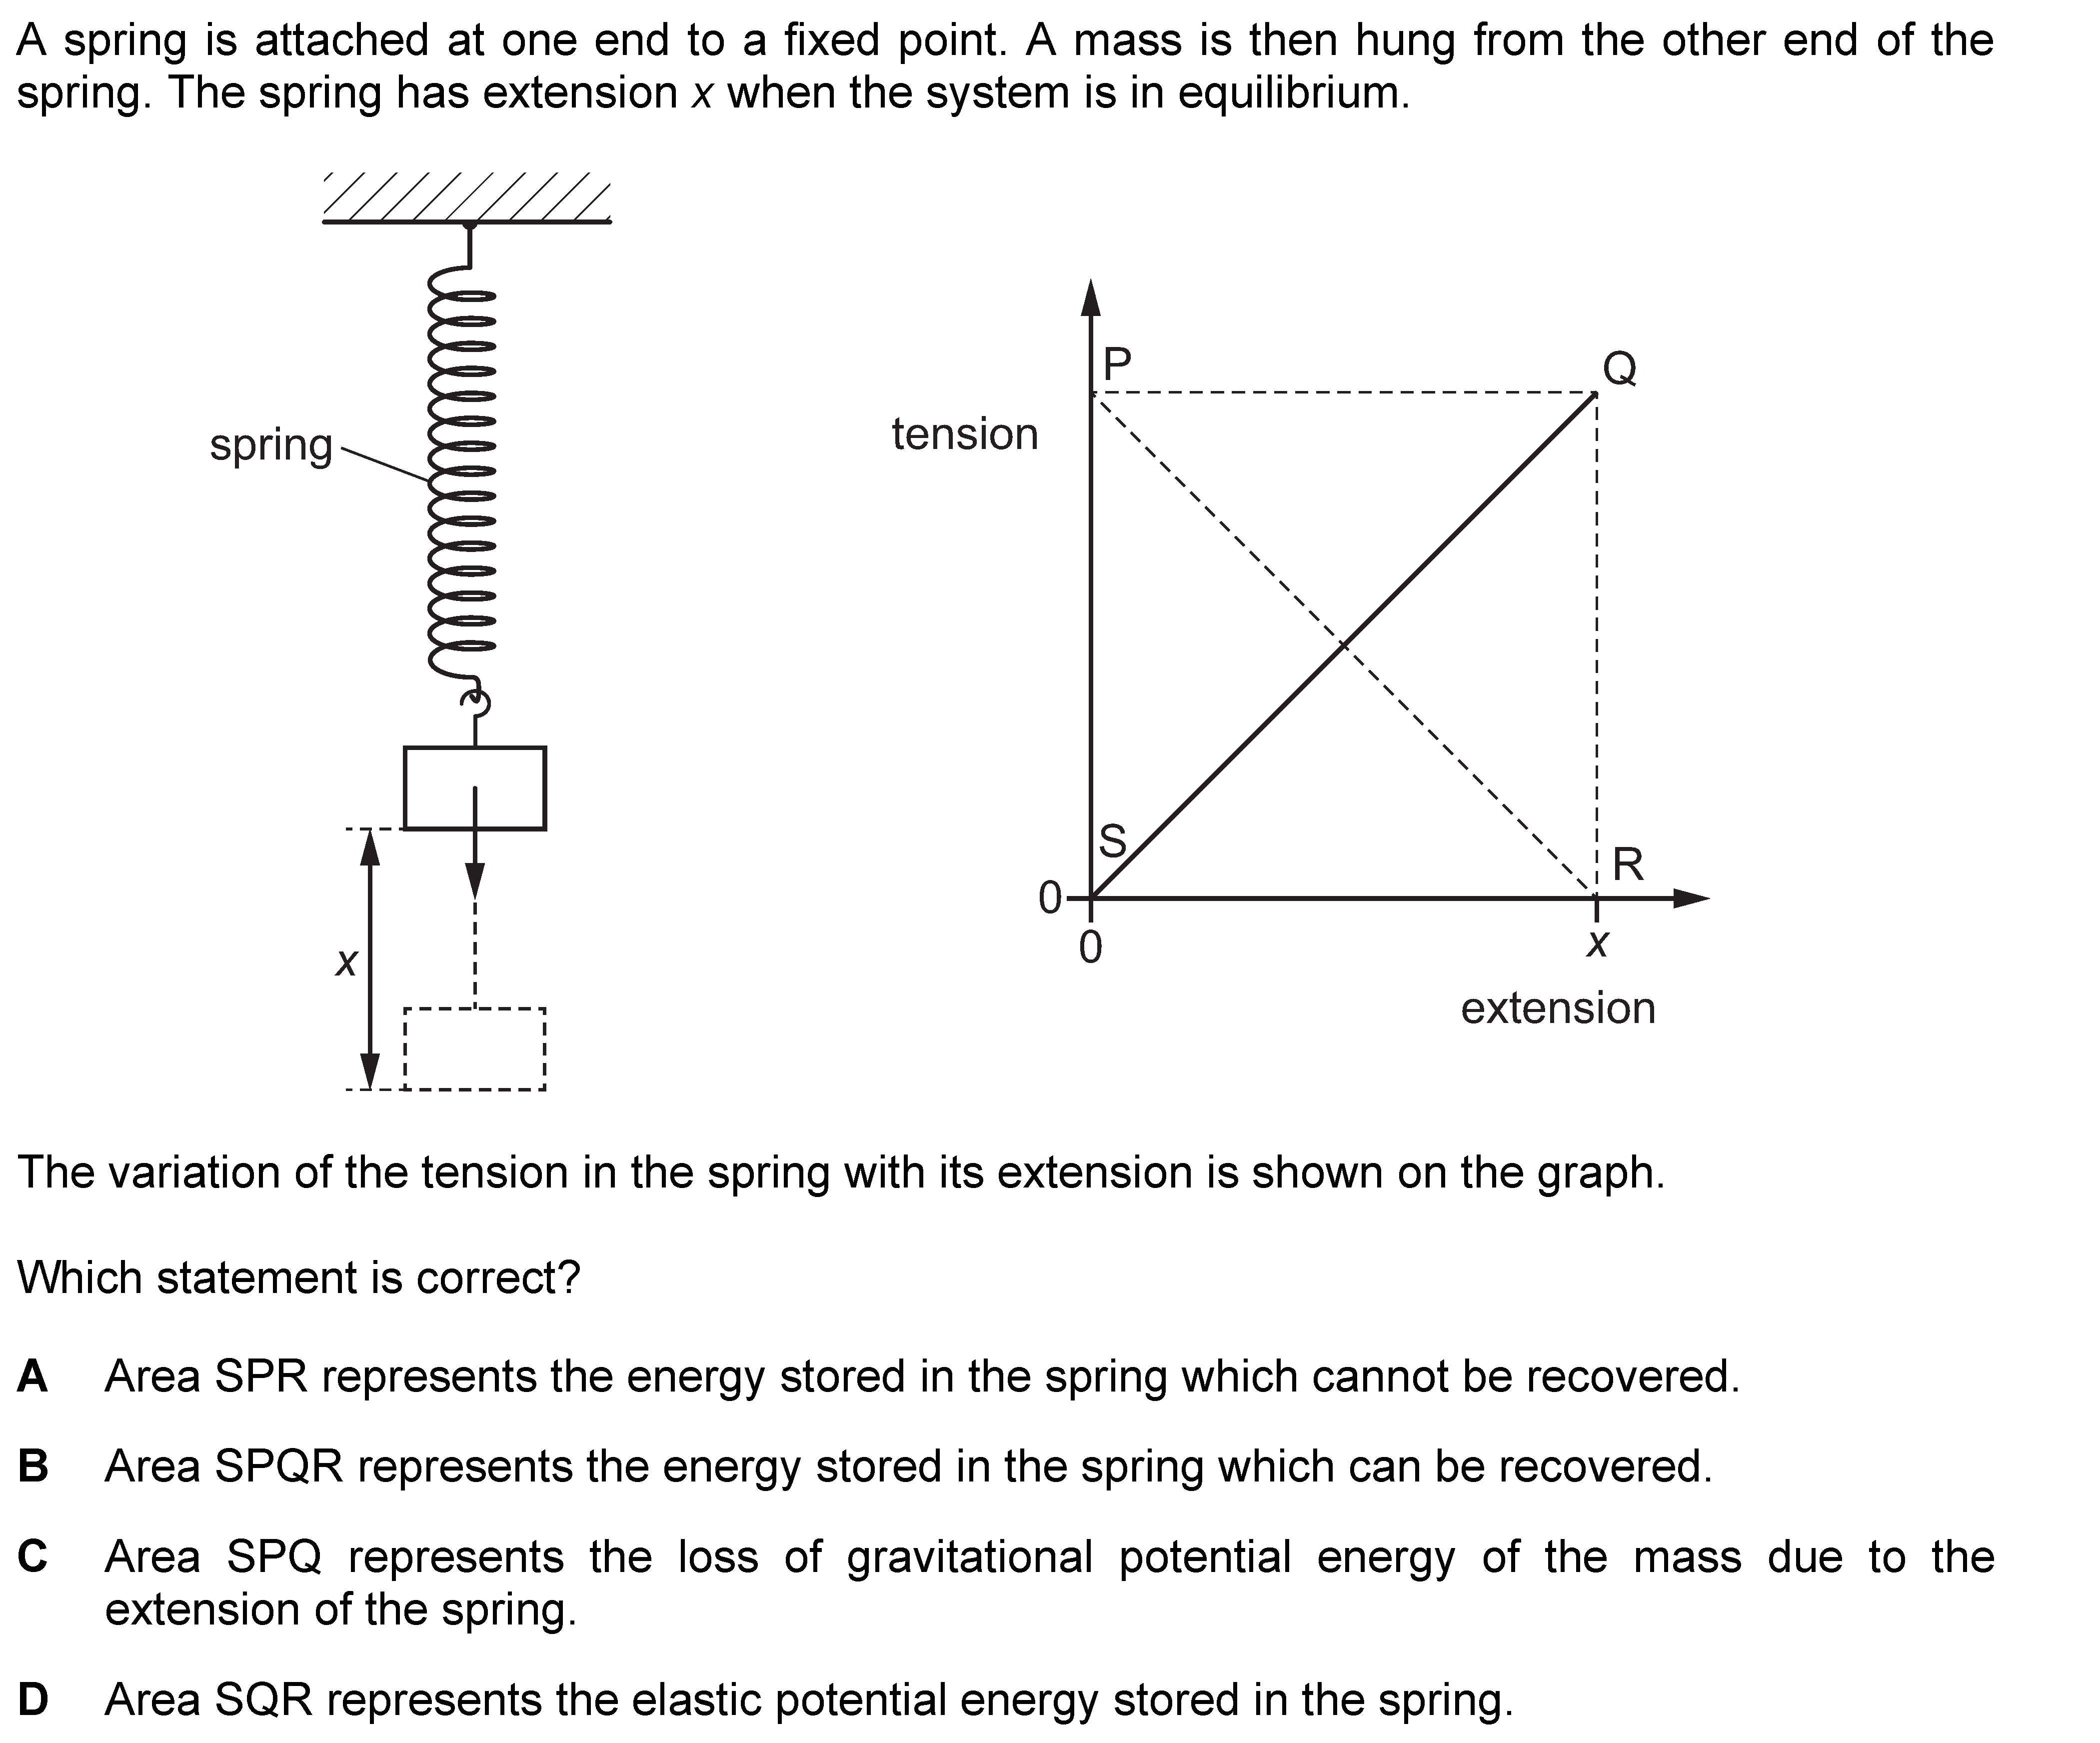 A spring is attached at one end to a fixed point. A mass is then hung from the other end of the
spring. The spring has extension x when the system is in equilibrium.
spring
x
tension
P
Q
S
R
0
0
x
extension
The variation of the tension in the spring with its extension is shown on the graph.
Which statement is correct?
A Area SPR represents the energy stored in the spring which cannot be recovered.
B Area SPQR represents the energy stored in the spring which can be recovered.
C Area SPQ represents the loss of gravitational potential energy of the mass due to the
extension of the spring.
D Area SQR represents the elastic potential energy stored in the spring.